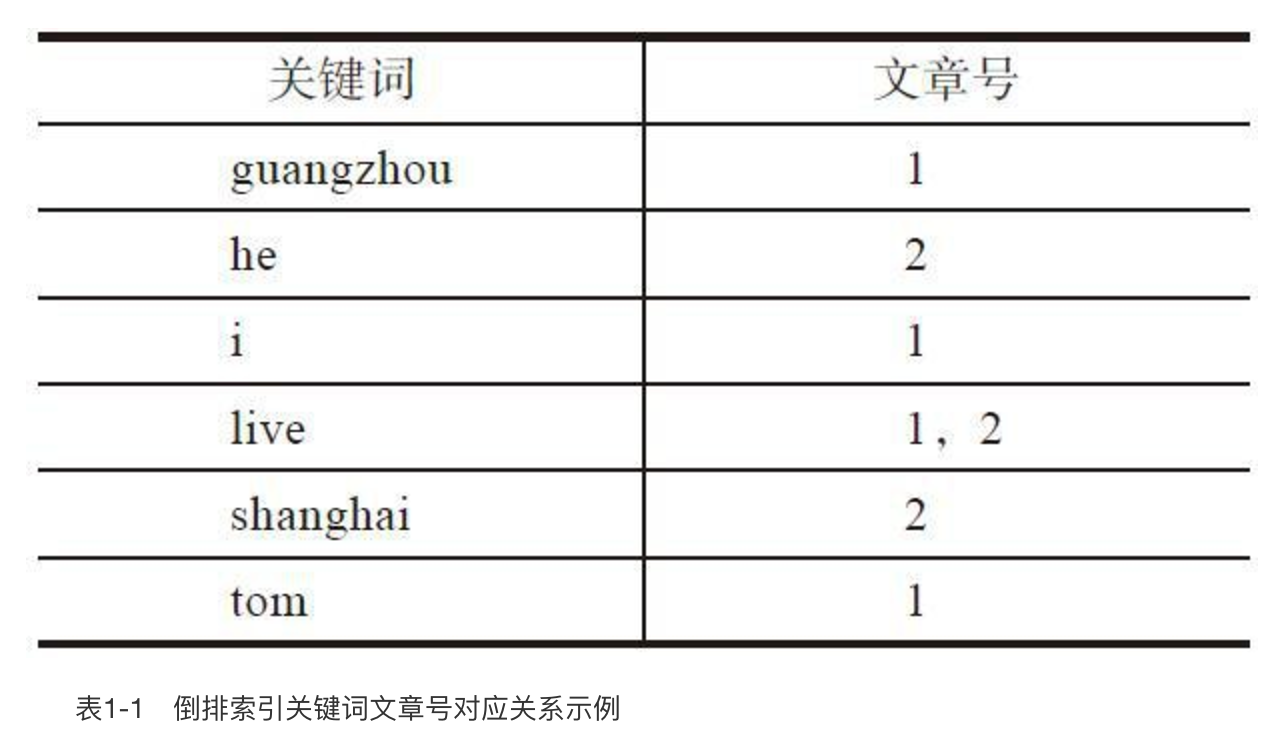 关键词 文章号
guangzhou 1
he 2
i 1
live 1，2
shanghai 2
tom 1
表1-1 倒排索引关键词文章号对应关系示例